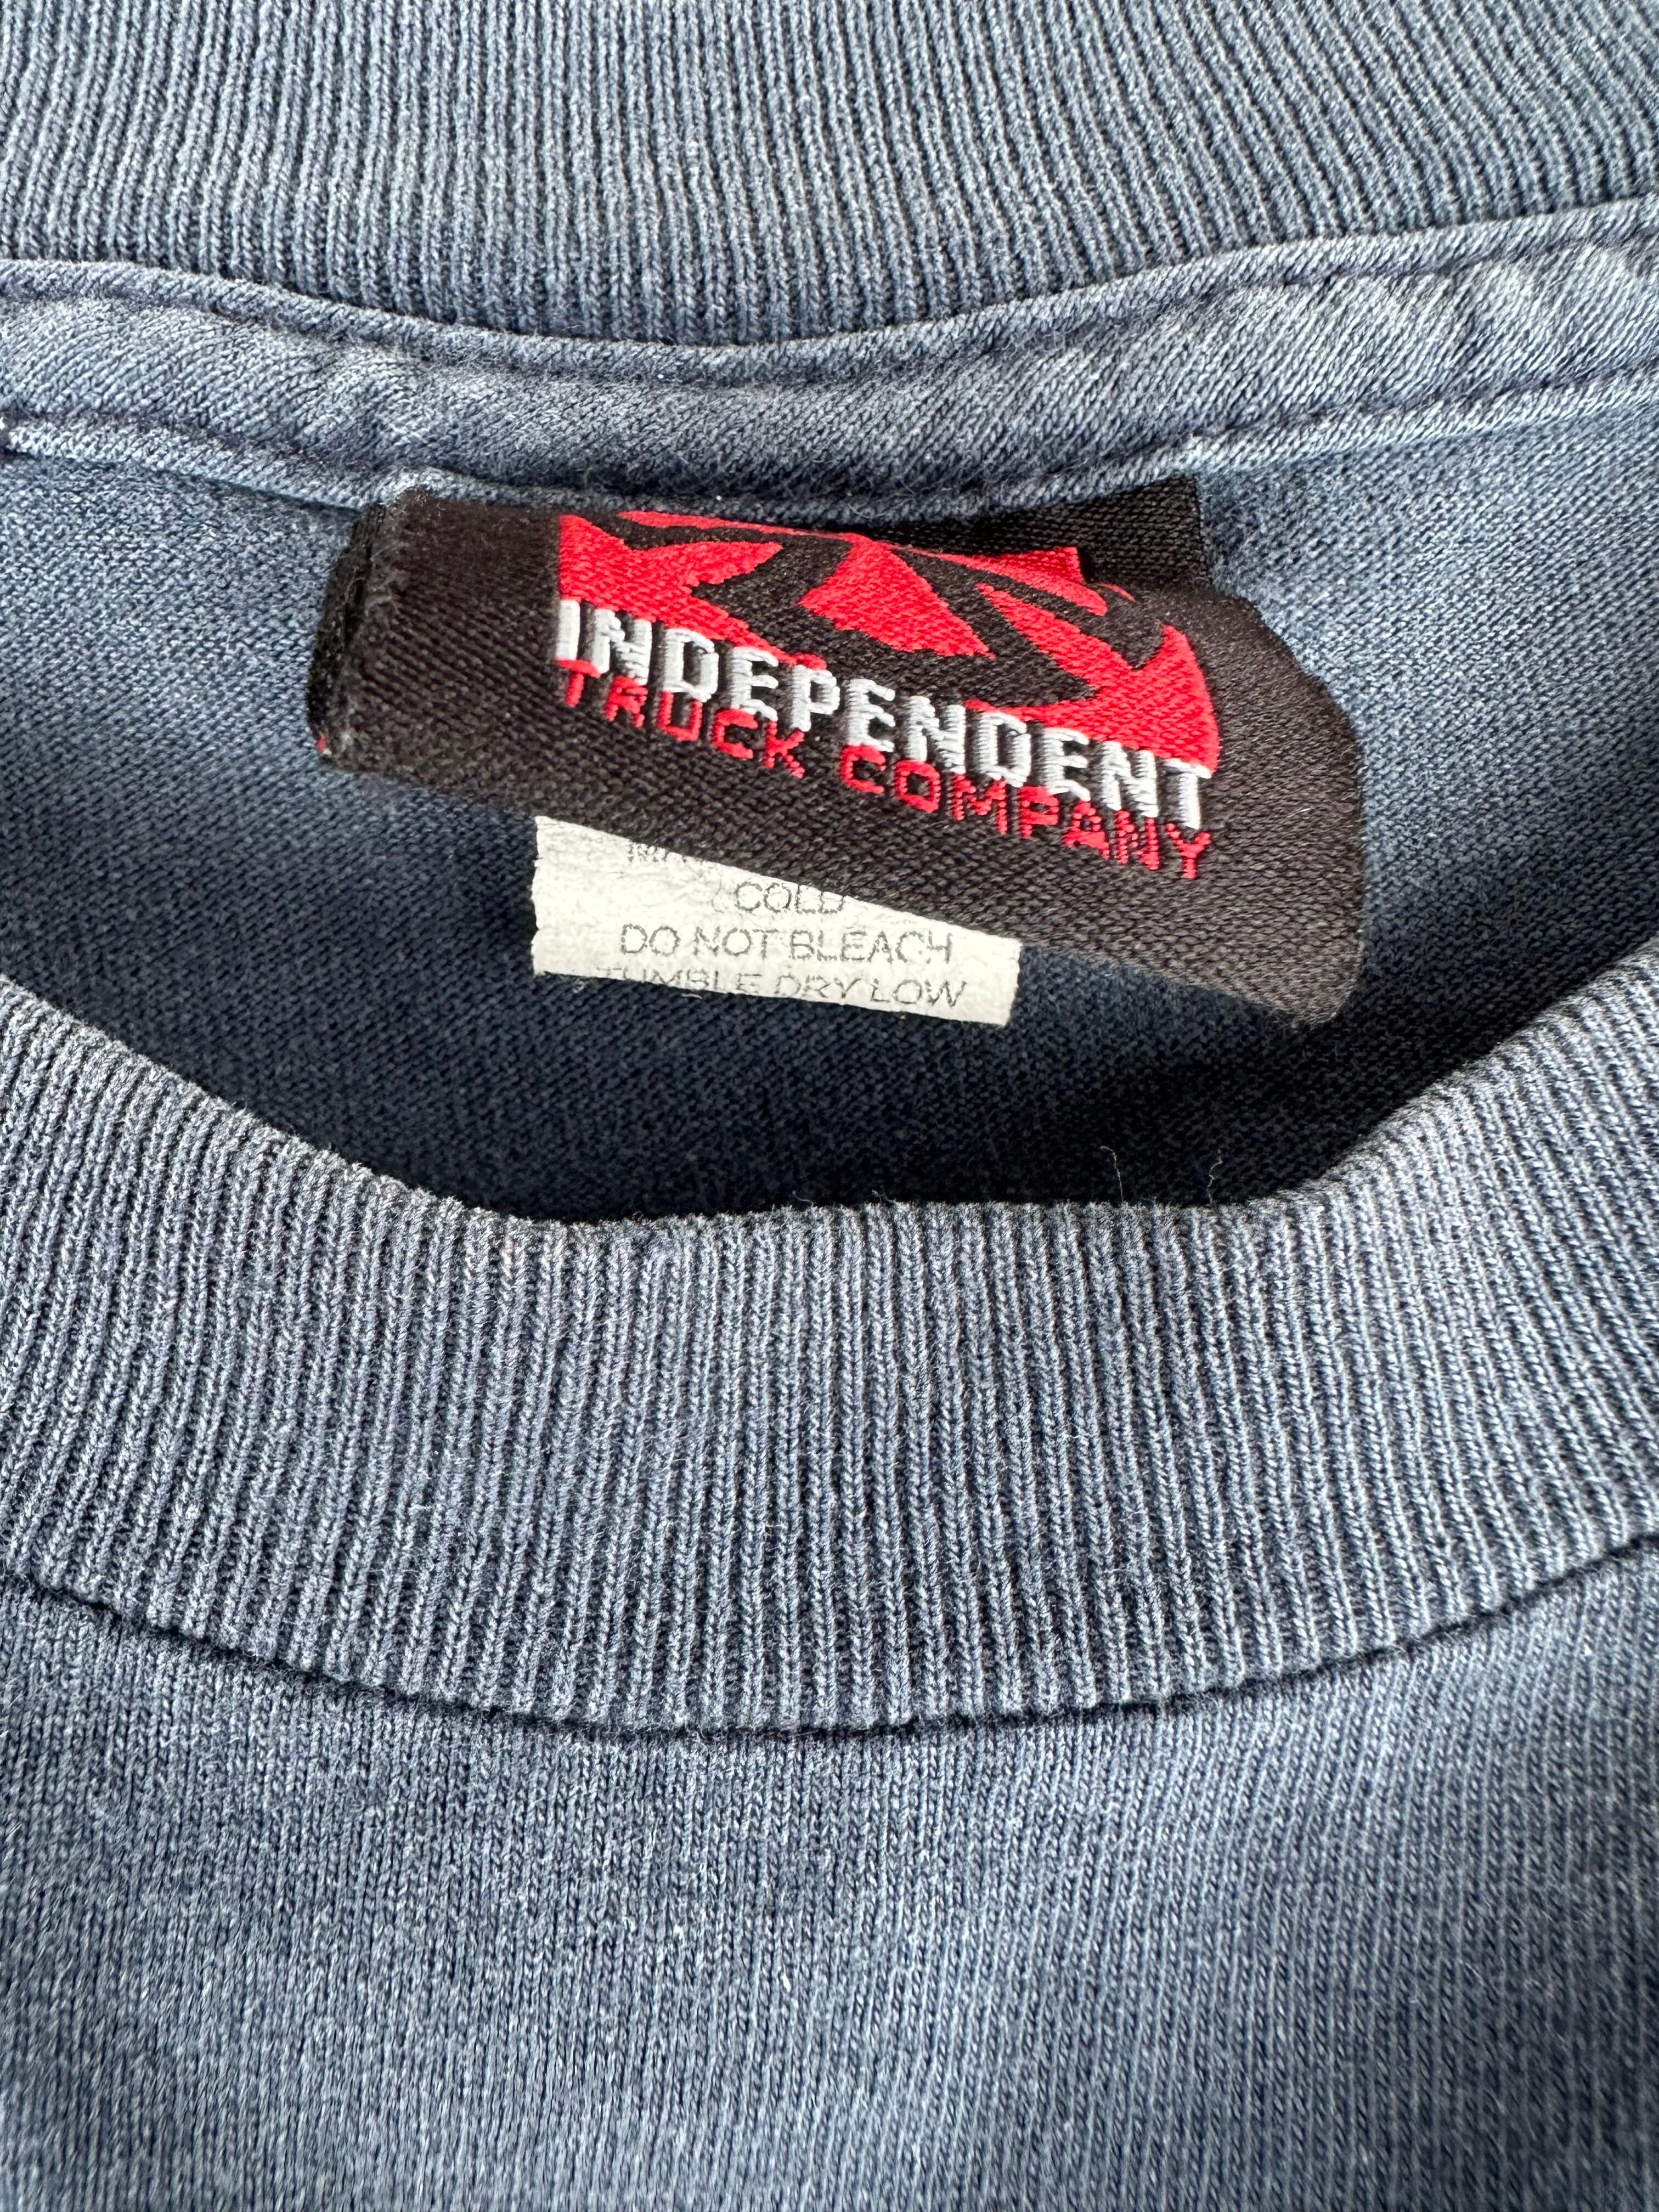 INDEPENDENT
TRUCK COMPANY
COLD
DO NOT BLEACH
TUMBLE DRY LOW